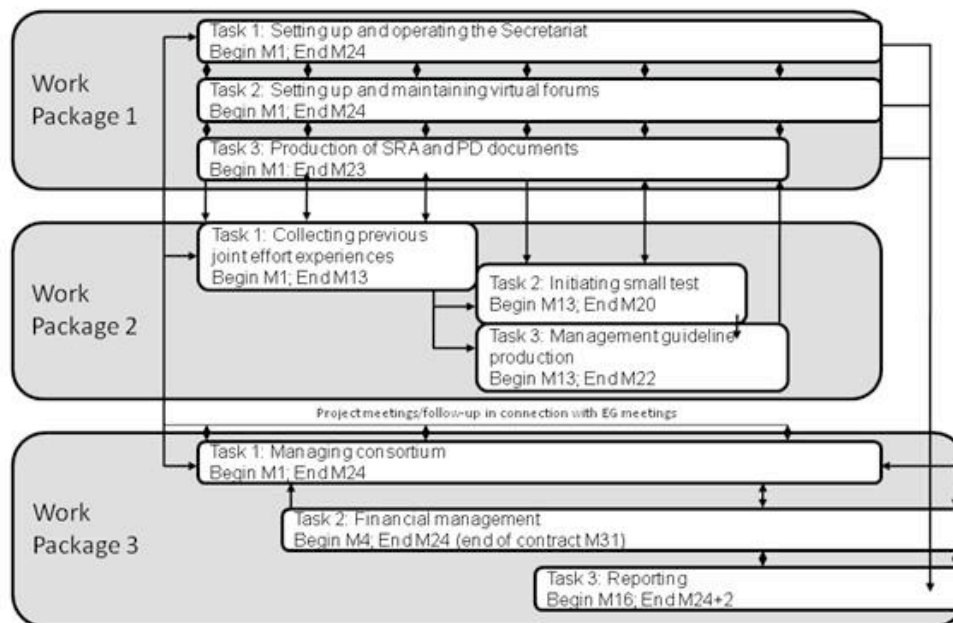 Work
Package 1
Task 1: Setting up and operating the Secretariat
Begin M1; End M24
Task 2: Setting up and maintaining virtual forums
Begin M1; End M24
Task 3: Production of SRA and PD documents
Begin M1: End M23
Work
Package 2
Task 1: Collecting previous
joint effort experiences
Begin M1; End M13
Task 2: Initiating small test
Begin M13; End M20
Task 3: Management guideline
production
Begin M13; End M22
Project meetings/follow-up in connection with EG meetings
Work
Package 3
Task 1: Managing consortium
Begin M1; End M24
Task 2: Financial management
Begin M4; End M24 (end of contract M31)
Task 3: Reporting
Begin M16; End M24+2